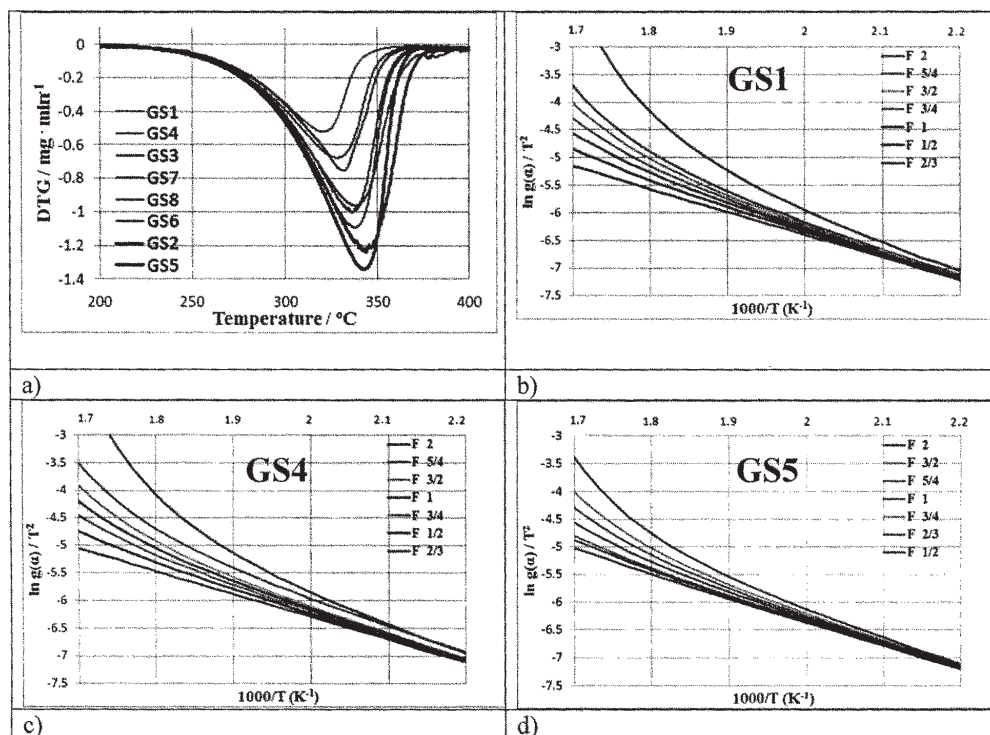 0
-0.2
-0.4
-0.6
-0.8
-1
-1.2
-1.4
DTG / mg · min⁻¹
GS1
GS4
GS3
GS7
GS8
GS6
GS2
GS5
200 250 300 350 400
Temperature / °C
a)
1.7 1.8 1.9 2 2.1 2.2
-3
-3.5
-4
-4.5
-5
-5.5
-6
-6.5
-7
-7.5
ln g(α) / T²
GS1
F 2
F 5/4
F 3/2
F 3/4
F 1
F 1/2
F 2/3
1000/T (K⁻¹)
b)
1.7 1.8 1.9 2 2.1 2.2
-3
-3.5
-4
-4.5
-5
-5.5
-6
-6.5
-7
-7.5
ln g(α) / T²
GS4
F 2
F 5/4
F 3/2
F 1
F 3/4
F 1/2
F 2/3
1000/T (K⁻¹)
c)
1.7 1.8 1.9 2 2.1 2.2
-3
-3.5
-4
-4.5
-5
-5.5
-6
-6.5
-7
-7.5
ln g(α) / T²
GS5
F 2
F 3/2
F 5/4
F 1
F 3/4
F 2/3
F 1/2
1000/T (K⁻¹)
d)